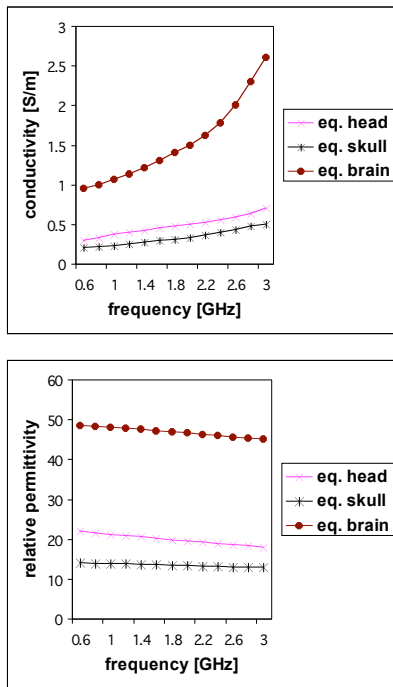 conductivity [S/m]
3
2.5
2
1.5
1
0.5
0
0.6 1 1.4 1.8 2.2 2.6 3
frequency [GHz]
eq. head
eq. skull
eq. brain
relative permittivity
60
50
40
30
20
10
0
0.6 1 1.4 1.8 2.2 2.6 3
frequency [GHz]
eq. head
eq. skull
eq. brain